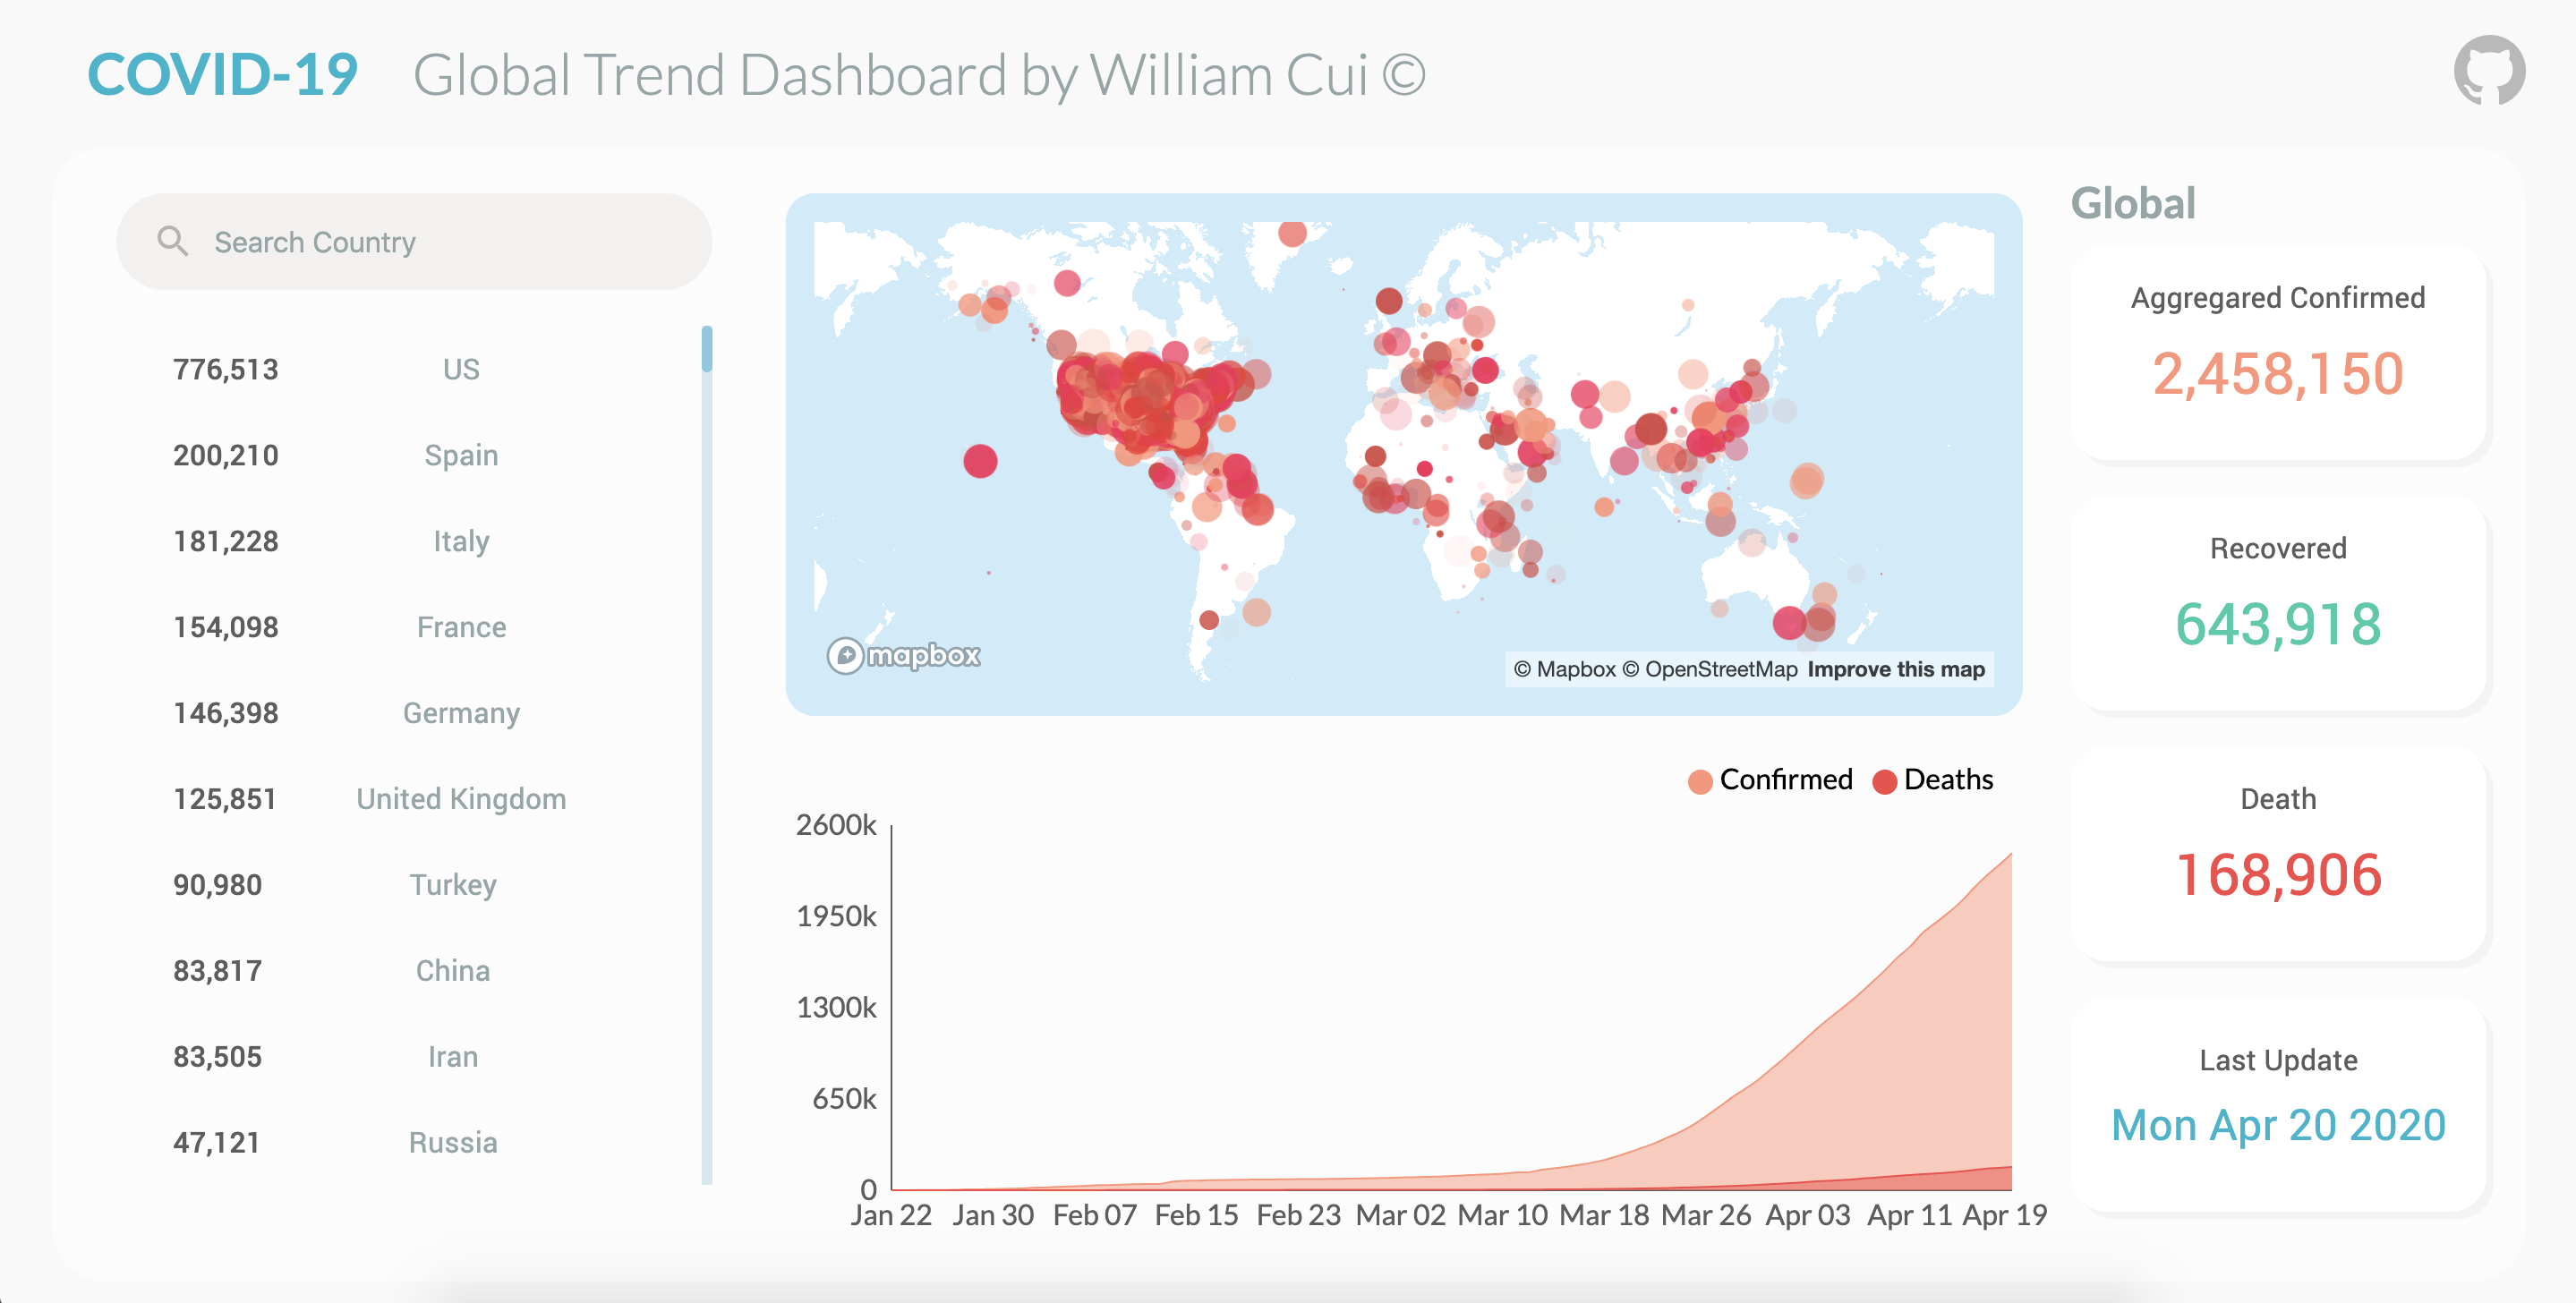 COVID-19 Global Trend Dashboard by William Cui ©
Search Country
776,513 US
200,210 Spain
181,228 Italy
154,098 France
146,398 Germany
125,851 United Kingdom
90,980 Turkey
83,817 China
83,505 Iran
47,121 Russia
mapbox
© Mapbox © OpenStreetMap Improve this map
Confirmed Deaths
2600k
1950k
1300k
650k
0
Jan 22 Jan 30 Feb 07 Feb 15 Feb 23 Mar 02 Mar 10 Mar 18 Mar 26 Apr 03 Apr 11 Apr 19
Global
Aggregared Confirmed
2,458,150
Recovered
643,918
Death
168,906
Last Update
Mon Apr 20 2020